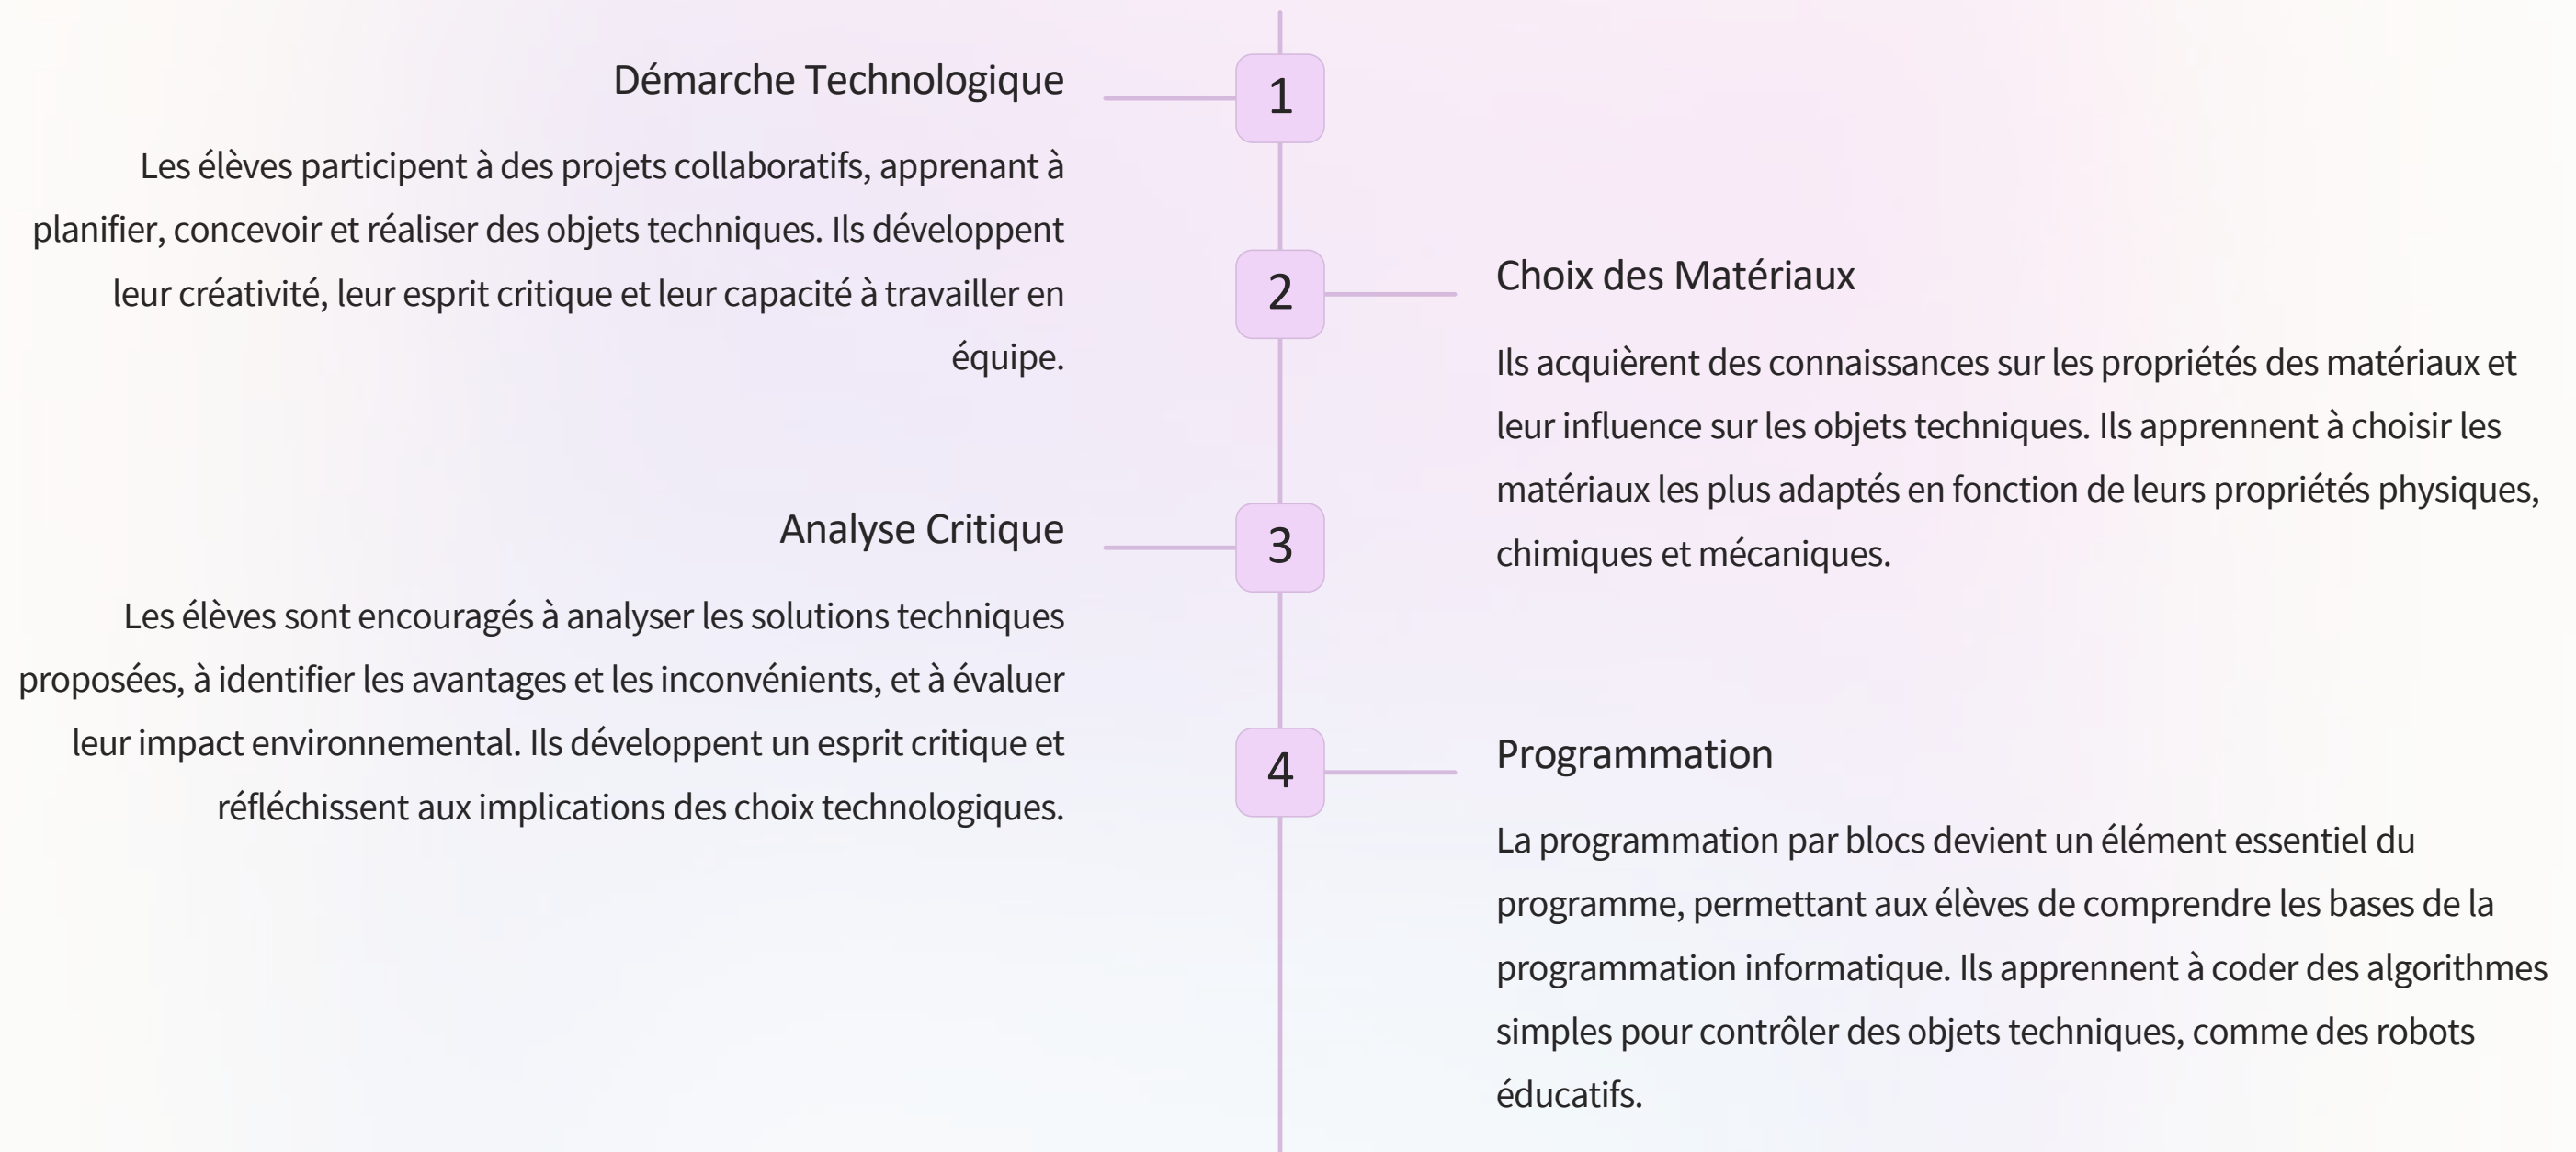 1
Démarche Technologique
Les élèves participent à des projets collaboratifs, apprenant à
planifier, concevoir et réaliser des objets techniques. Ils développent
leur créativité, leur esprit critique et leur capacité à travailler en
équipe.
2
Choix des Matériaux
Ils acquièrent des connaissances sur les propriétés des matériaux et
leur influence sur les objets techniques. Ils apprennent à choisir les
matériaux les plus adaptés en fonction de leurs propriétés physiques,
chimiques et mécaniques.
3
Analyse Critique
Les élèves sont encouragés à analyser les solutions techniques
proposées, à identifier les avantages et les inconvénients, et à évaluer
leur impact environnemental. Ils développent un esprit critique et
réfléchissent aux implications des choix technologiques.
4
Programmation
La programmation par blocs devient un élément essentiel du
programme, permettant aux élèves de comprendre les bases de la
programmation informatique. Ils apprennent à coder des algorithmes
simples pour contrôler des objets techniques, comme des robots
éducatifs.